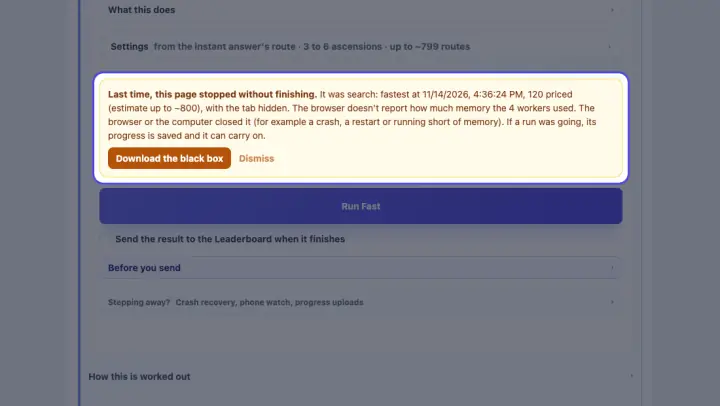 What this does
Settings from the instant answer's route · 3 to 6 ascensions · up to ~799 routes
Last time, this page stopped without finishing. It was search: fastest at 11/14/2026, 4:36:24 PM, 120 priced
(estimate up to ~800), with the tab hidden. The browser doesn't report how much memory the 4 workers used. The
browser or the computer closed it (for example a crash, a restart or running short of memory). If a run was going, its
progress is saved and it can carry on.
Download the black box Dismiss
Run Fast
Send the result to the Leaderboard when it finishes
Before you send
Stepping away? Crash recovery, phone watch, progress uploads
How this is worked out